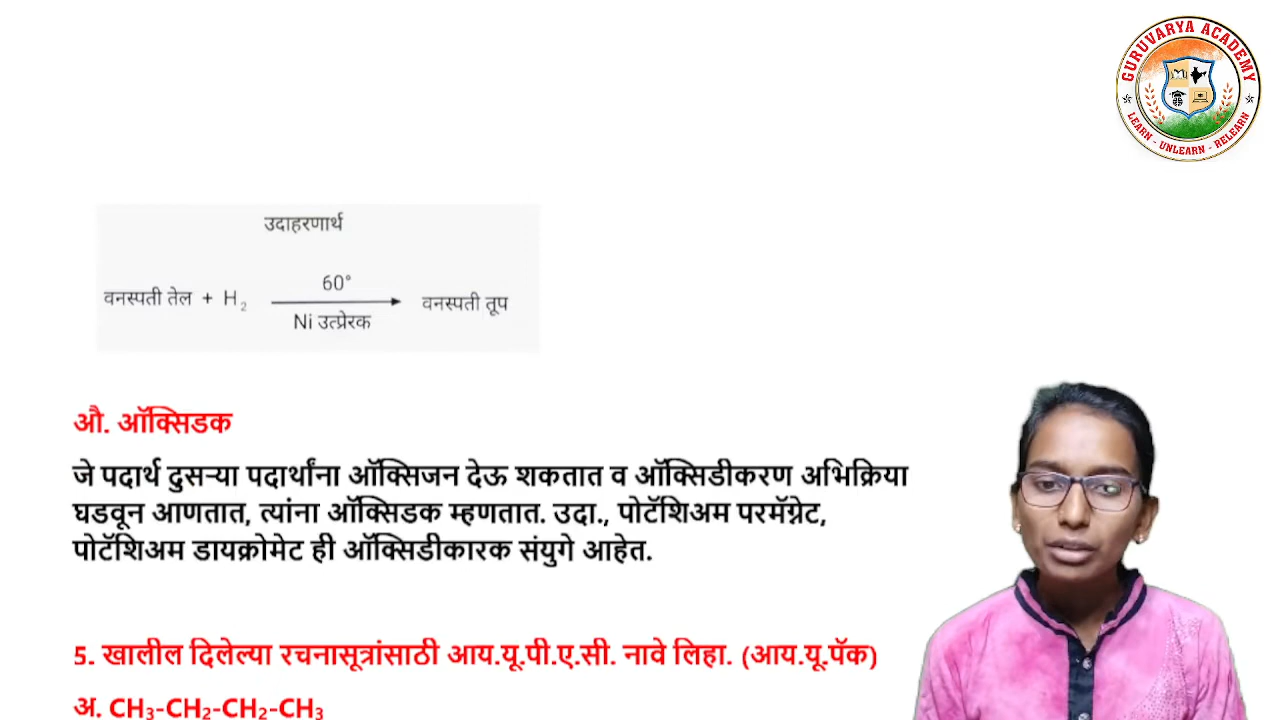 GURUVARYA ACADEMY
LEARN - UNLEARN - RELEARN
उदाहरणार्थ
60°
वनस्पती तेल + H₂ वनस्पती तूप
Ni उत्प्रेरक
औ. ऑक्सिडक
जे पदार्थ दुसऱ्या पदार्थांना ऑक्सिजन देऊ शकतात व ऑक्सिडीकरण अभिक्रिया
घडवून आणतात, त्यांना ऑक्सिडक म्हणतात. उदा., पोटॅशिअम परमॅग्नेट,
पोटॅशिअम डायक्रोमेट ही ऑक्सिडीकारक संयुगे आहेत.
5. खालील दिलेल्या रचनासूत्रांसाठी आय.यू.पी.ए.सी. नावे लिहा. (आय.यू.पॅक)
अ. CH₃-CH₂-CH₂-CH₃